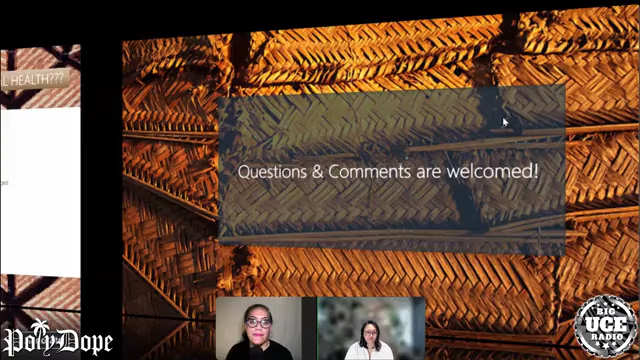 L HEALTH???
Questions & Comments are welcomed!
PolyDope
BIG
UCE
RADIO